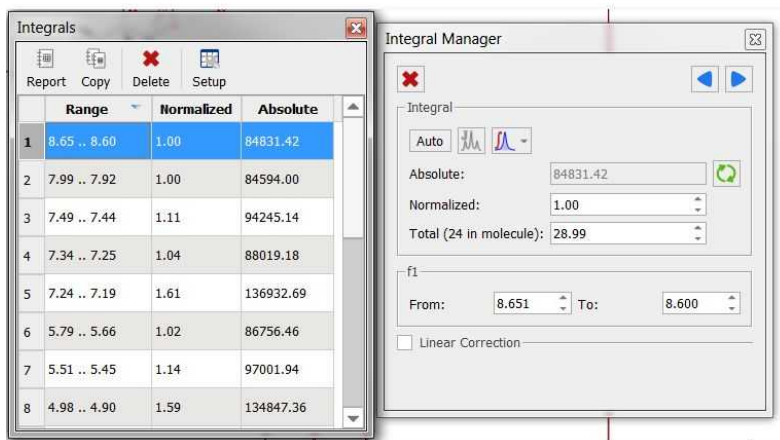 Integrals
Report Copy Delete Setup
Range Normalized Absolute
1 8.65 .. 8.60 1.00 84831.42
2 7.99 .. 7.92 1.00 84594.00
3 7.49 .. 7.44 1.11 94245.14
4 7.34 .. 7.25 1.04 88019.18
5 7.24 .. 7.19 1.61 136932.69
6 5.79 .. 5.66 1.02 86756.46
7 5.51 .. 5.45 1.14 97001.94
8 4.98 .. 4.90 1.59 134847.36
Integral Manager
Integral
Auto
Absolute: 84831.42
Normalized: 1.00
Total (24 in molecule): 28.99
f1
From: 8.651 To: 8.600
Linear Correction